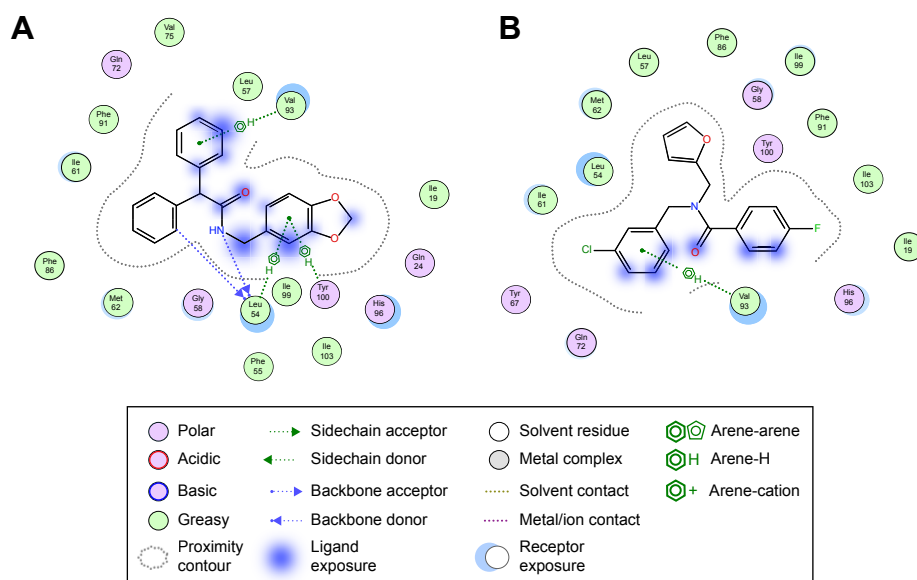 A
Val
75
Gln
72
Leu
57
Val
93
H
Phe
91
Ile
61
O
HN
O
O
Ile
19
Gln
24
Phe
86
Met
62
Gly
58
Leu
54
H
H
Ile
99
Tyr
100
His
96
Phe
55
Ile
103
B
Phe
86
Leu
57
Ile
99
Met
62
Gly
58
Phe
91
Tyr
100
Leu
54
Ile
61
Ile
103
O
N
O
F
Cl
H
Ile
19
Tyr
67
Gln
72
Val
93
His
96
Polar
Acidic
Basic
Greasy
Proximity
contour
Sidechain acceptor
Sidechain donor
Backbone acceptor
Backbone donor
Ligand
exposure
Solvent residue
Metal complex
Solvent contact
Metal/ion contact
Receptor
exposure
Arene-arene
H Arene-H
+ Arene-cation